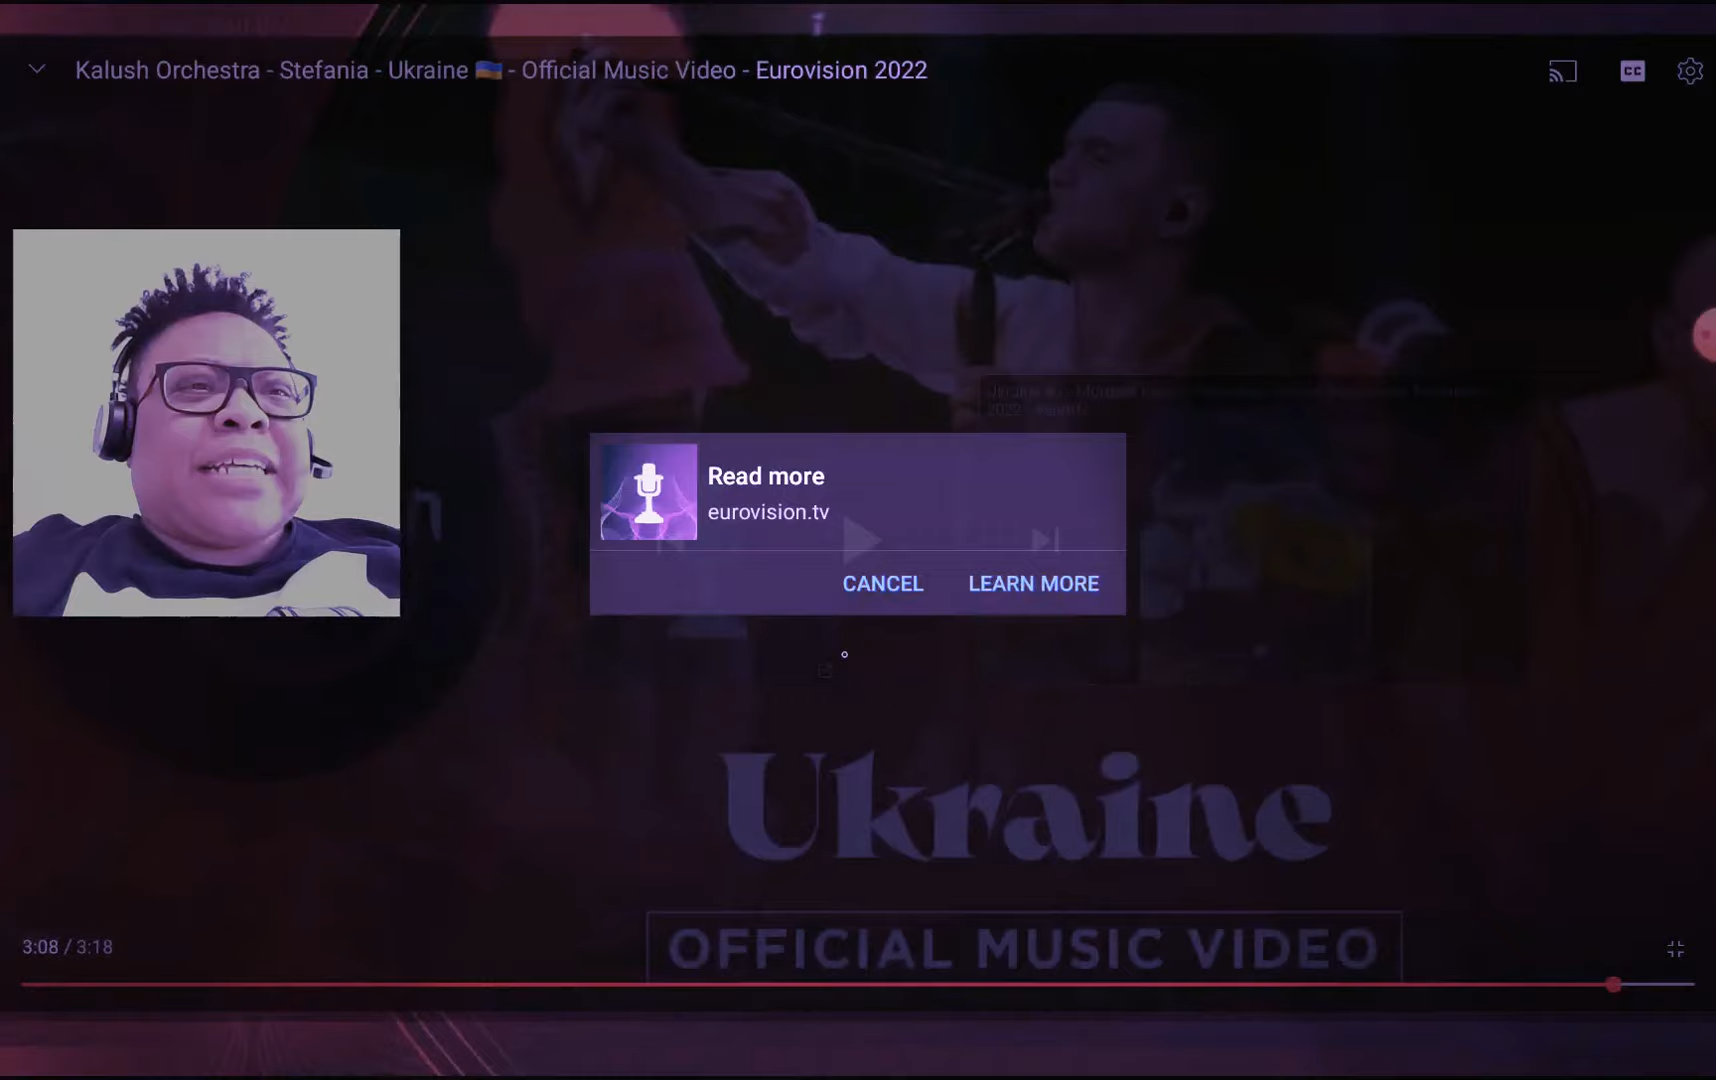 Kalush Orchestra - Stefania - Ukraine 🇺🇦 - Official Music Video - Eurovision 2022
CC
Read more
eurovision.tv
CANCEL
LEARN MORE
Ukraine
OFFICIAL MUSIC VIDEO
3:08 / 3:18